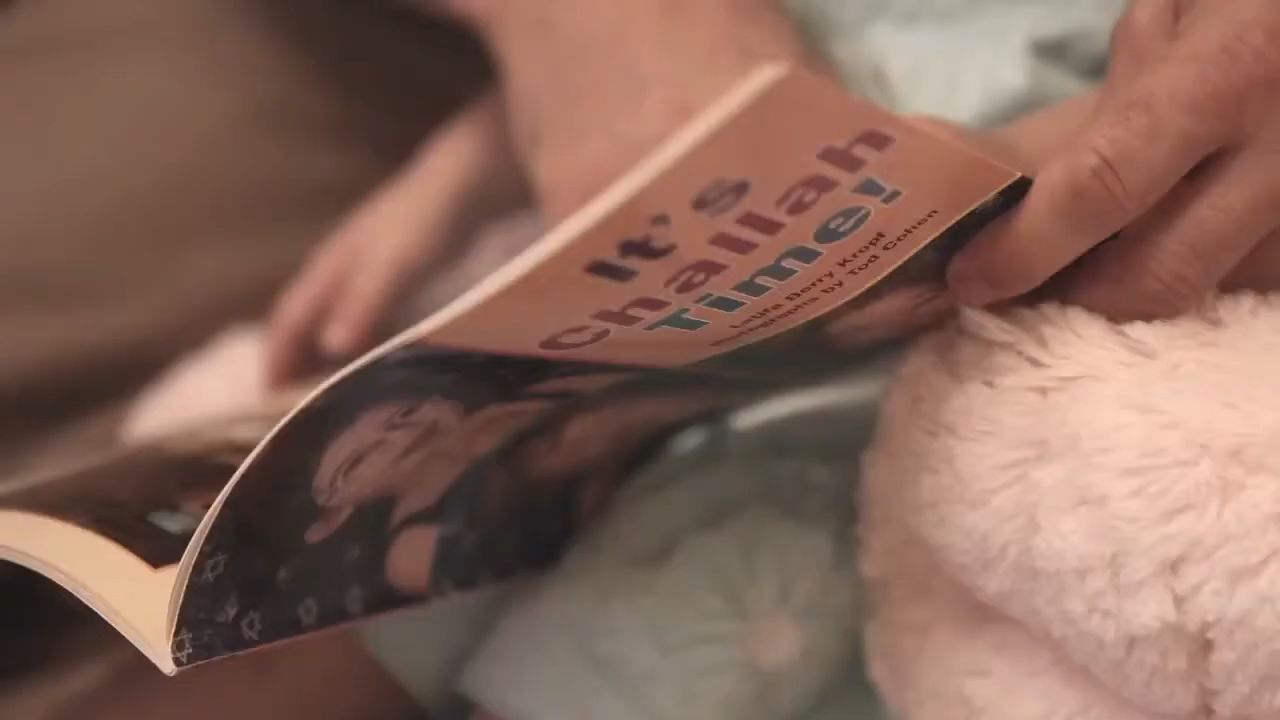 It's
Challah
Time!
Latifa Berry Kropf
Photographs by Tod Cohen